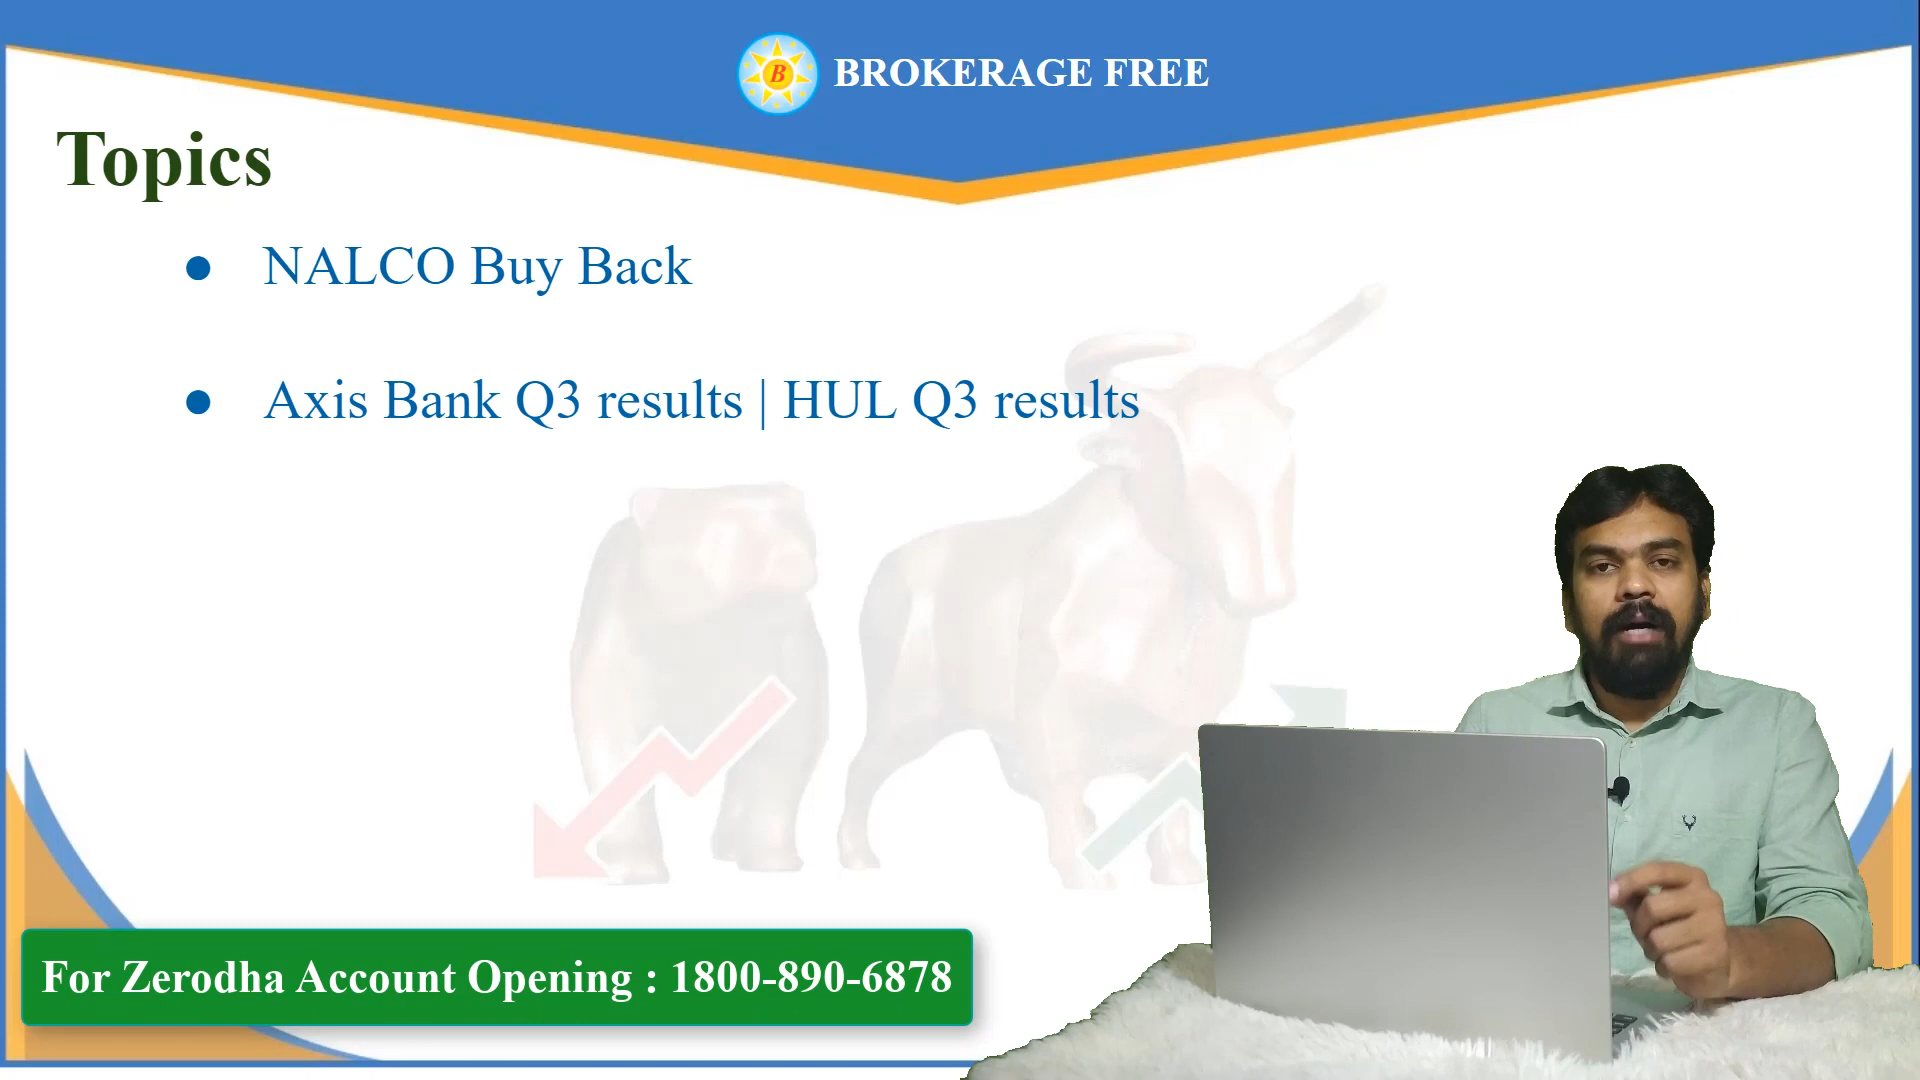 B
BROKERAGE FREE
Topics
● NALCO Buy Back
● Axis Bank Q3 results | HUL Q3 results
For Zerodha Account Opening : 1800-890-6878